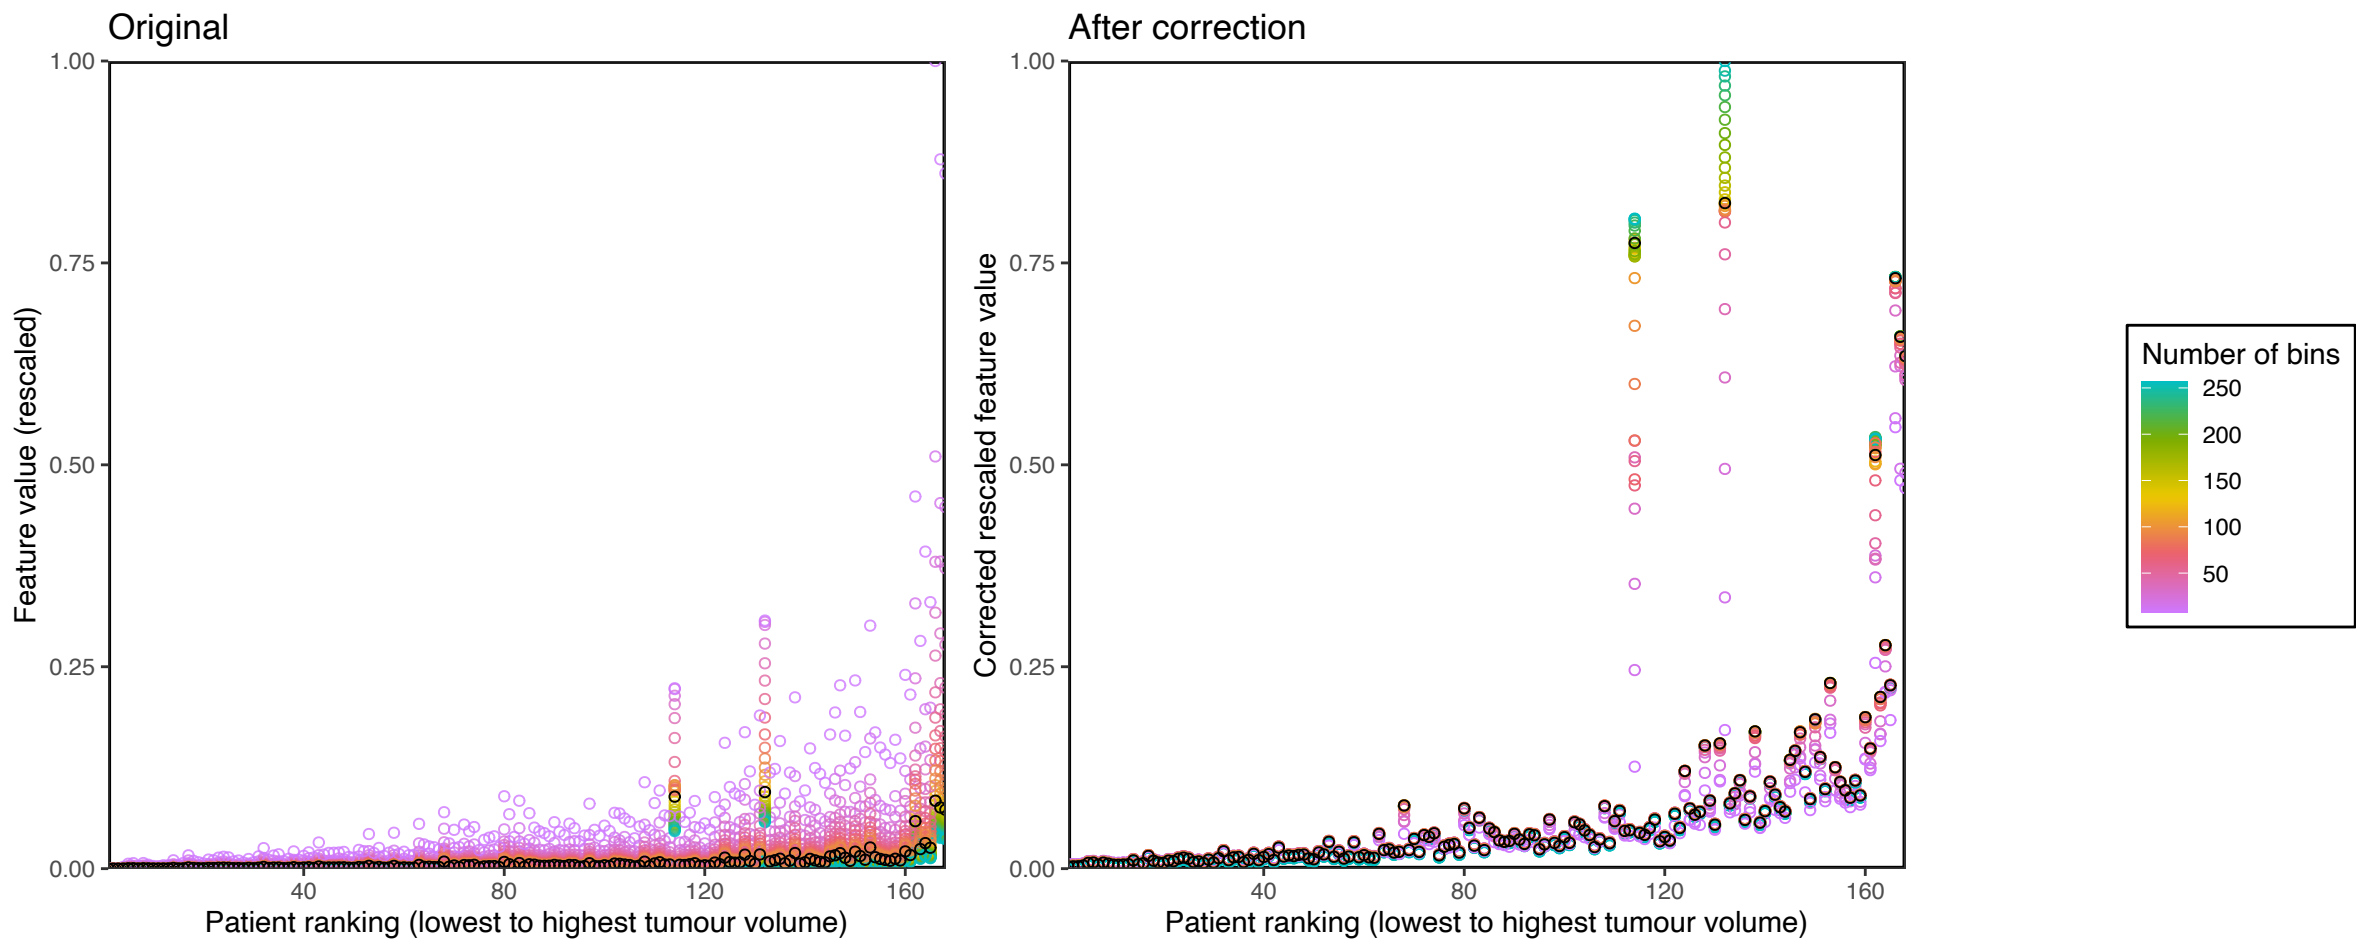 Original
1.00
0.75
0.50
0.25
0.00
Feature value (rescaled)
40 80 120 160
Patient ranking (lowest to highest tumour volume)
After correction
1.00
0.75
0.50
0.25
0.00
Corrected rescaled feature value
40 80 120 160
Patient ranking (lowest to highest tumour volume)
Number of bins
250
200
150
100
50